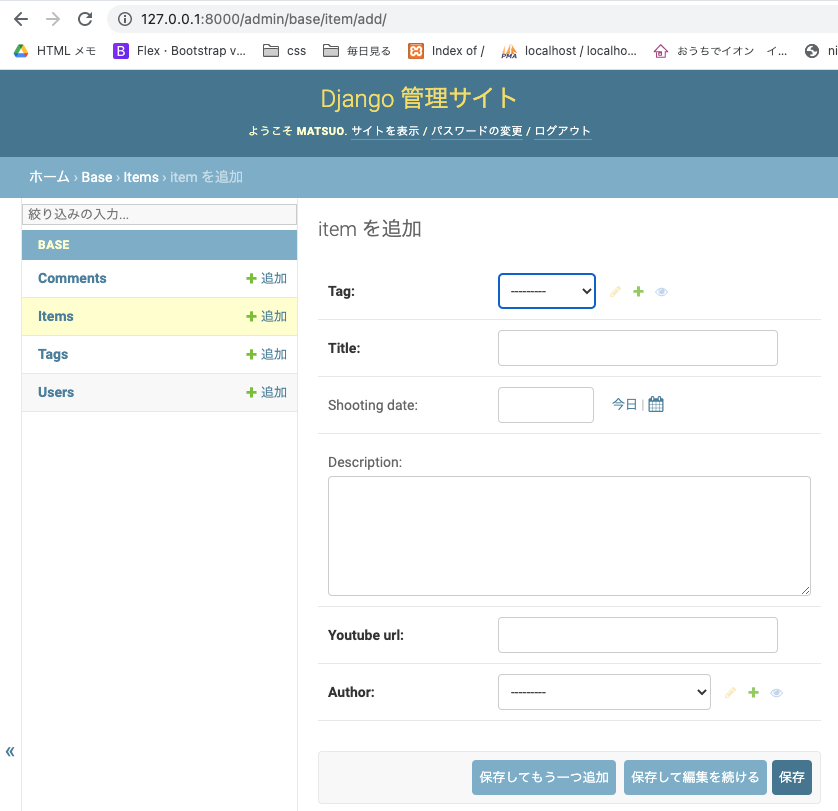 127.0.0.1:8000/admin/base/item/add/
HTML メモ Flex · Bootstrap v... css 毎日見る Index of / localhost / localho... おうちでイオン イ... ni
Django 管理サイト
ようこそ MATSUO. サイトを表示 / パスワードの変更 / ログアウト
ホーム › Base › Items › item を追加
絞り込みの入力...
BASE
Comments + 追加
Items + 追加
Tags + 追加
Users + 追加
«
item を追加
Tag: ---------
Title:
Shooting date: 今日 |
Description:
Youtube url:
Author: ---------
保存してもう一つ追加 保存して編集を続ける 保存